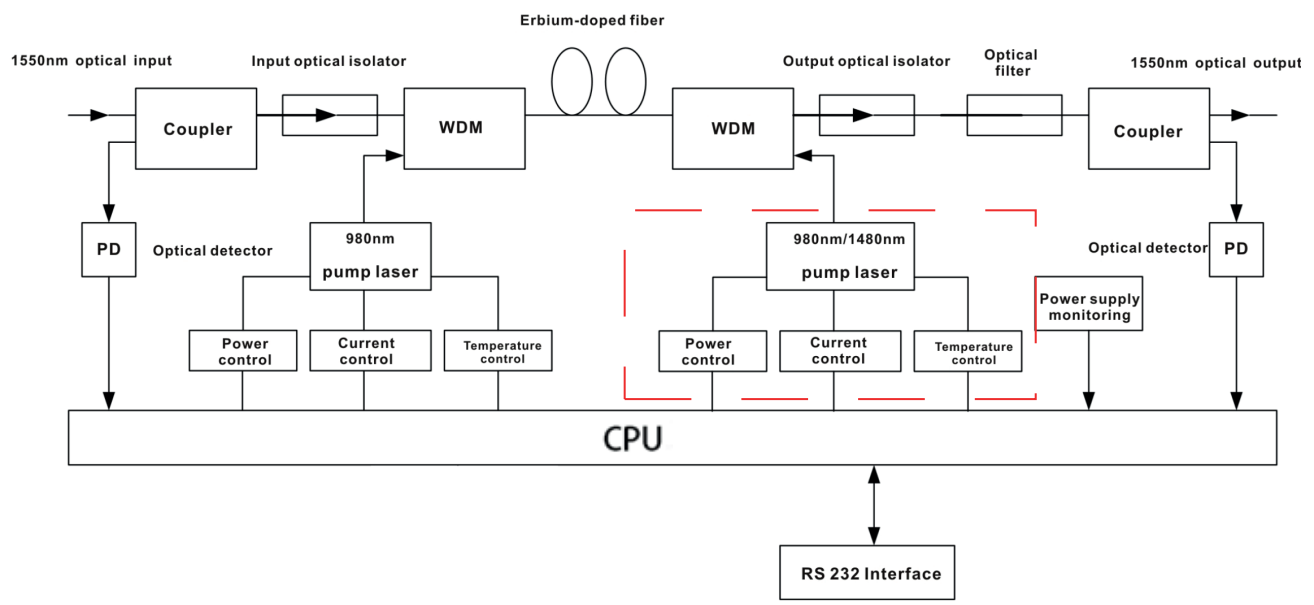 Erbium-doped fiber
1550nm optical input
Input optical isolator
Output optical isolator
Optical
filter
1550nm optical output
Coupler
WDM
WDM
Coupler
PD
Optical detector
980nm
pump laser
980nm/1480nm
pump laser
Optical detector
PD
Power
control
Current
control
Temperature
control
Power
control
Current
control
Temperature
control
Power supply
monitoring
CPU
RS 232 Interface